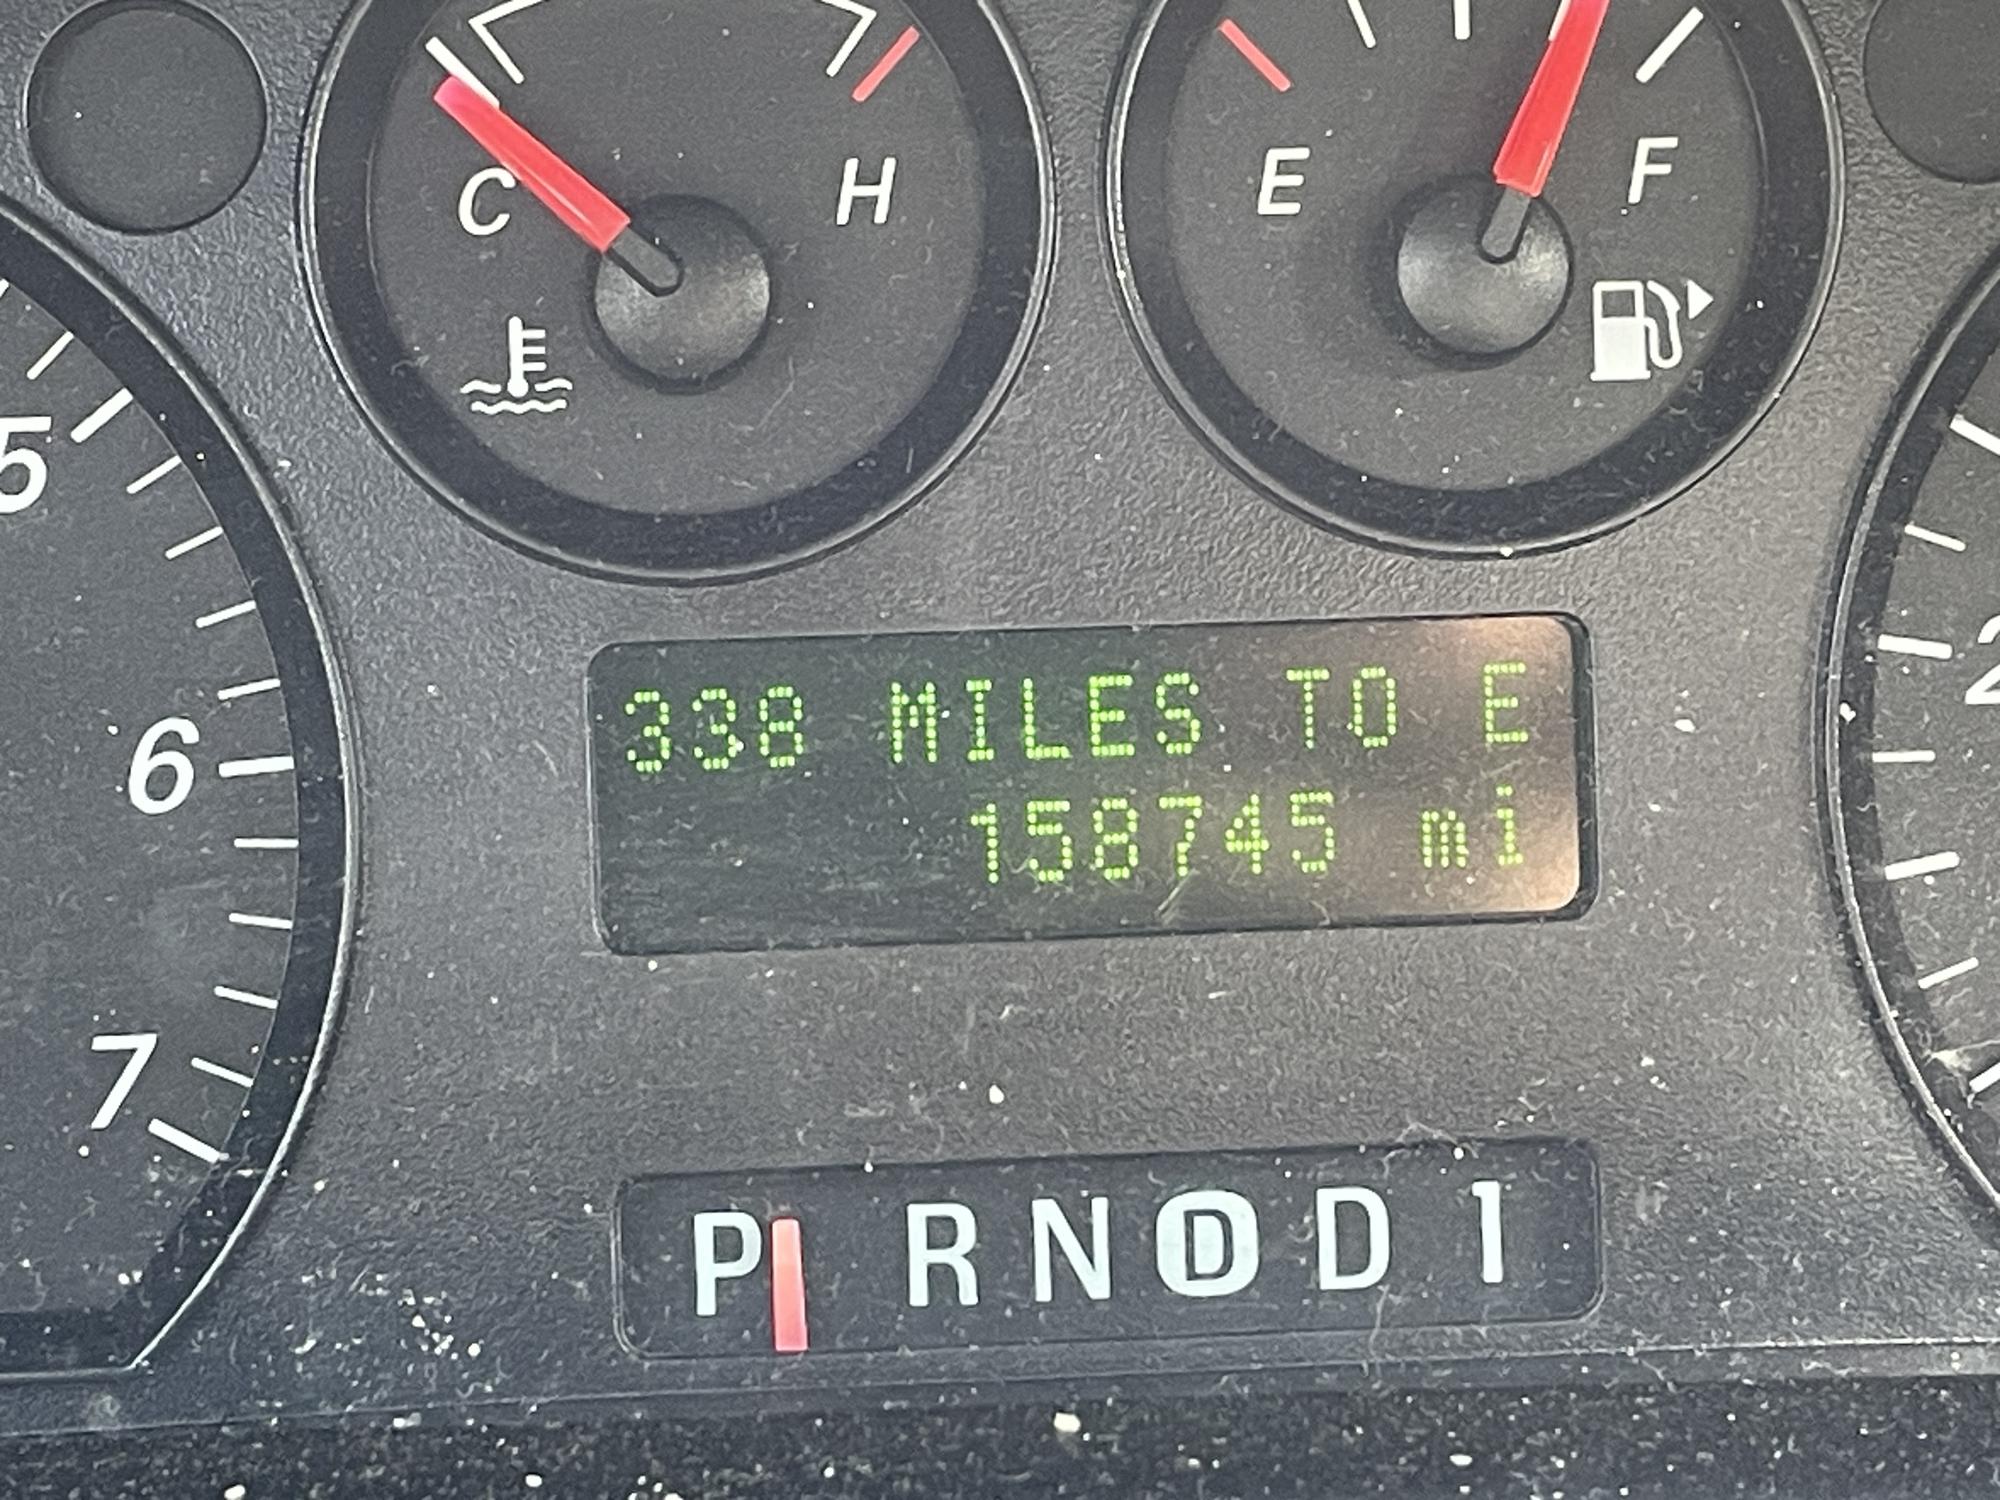 C H
E F
5
338 MILES TO E
158745 mi
6
2
7
P R N D D 1